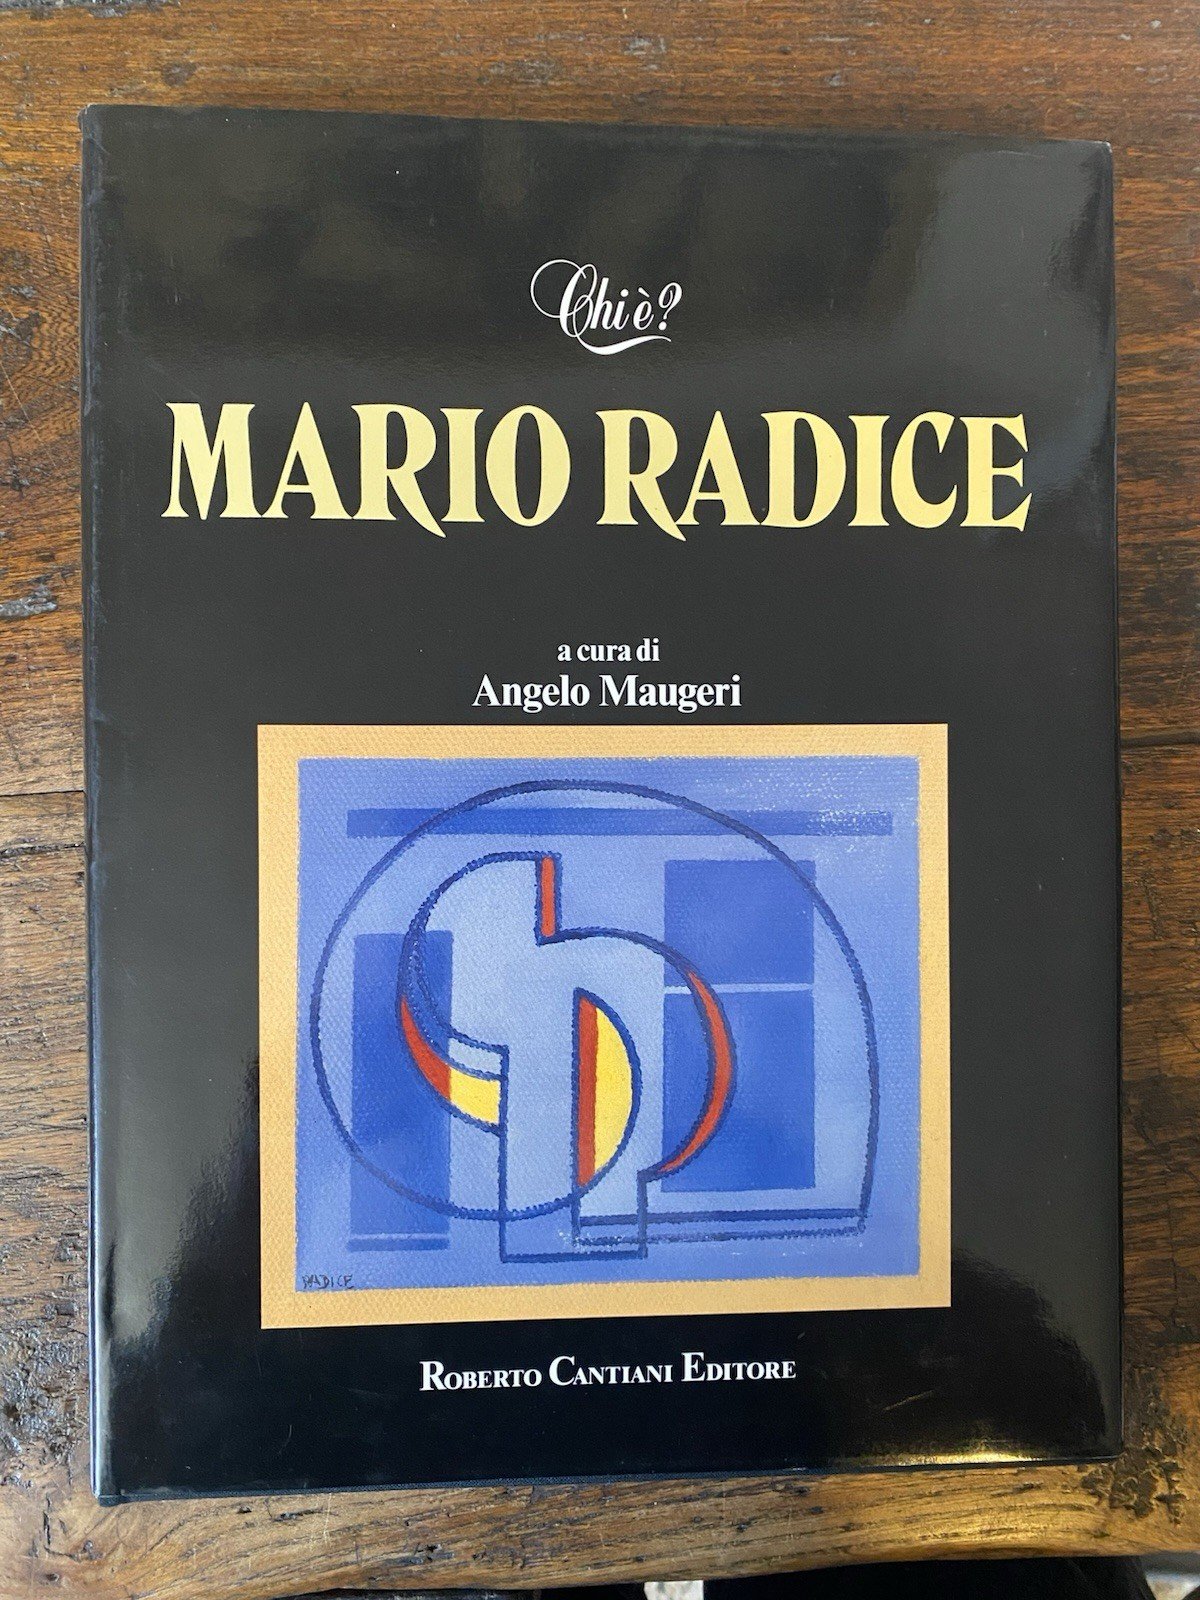 Chi è?
MARIO RADICE
a cura di
Angelo Maugeri
RADICE
ROBERTO CANTIANI EDITORE